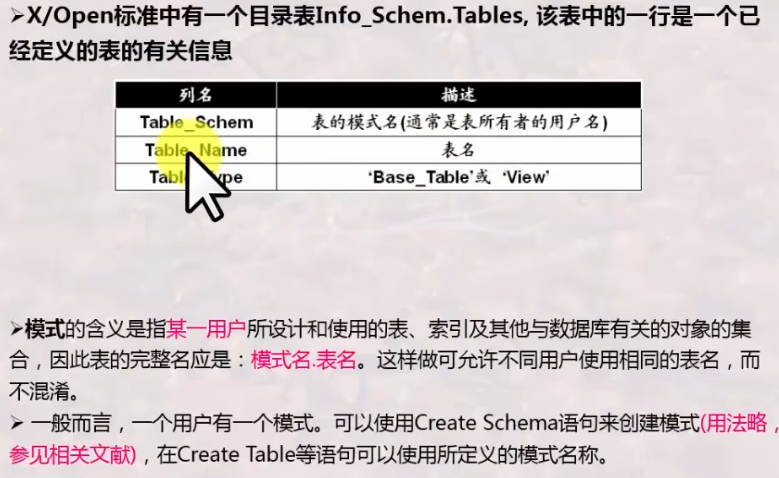 ➢X/Open标准中有一个目录表Info_Schem.Tables, 该表中的一行是一个已
经定义的表的有关信息
列名 描述
Table_Schem 表的模式名(通常是表所有者的用户名)
Table_Name 表名
‘Base_Table’或 ‘View’
➢模式的含义是指某一用户所设计和使用的表、索引及其他与数据库有关的对象的集
合，因此表的完整名应是：模式名.表名。这样做可允许不同用户使用相同的表名，而
不混淆。
➢ 一般而言，一个用户有一个模式。可以使用Create Schema语句来创建模式(用法略，
参见相关文献)，在Create Table等语句可以使用所定义的模式名称。